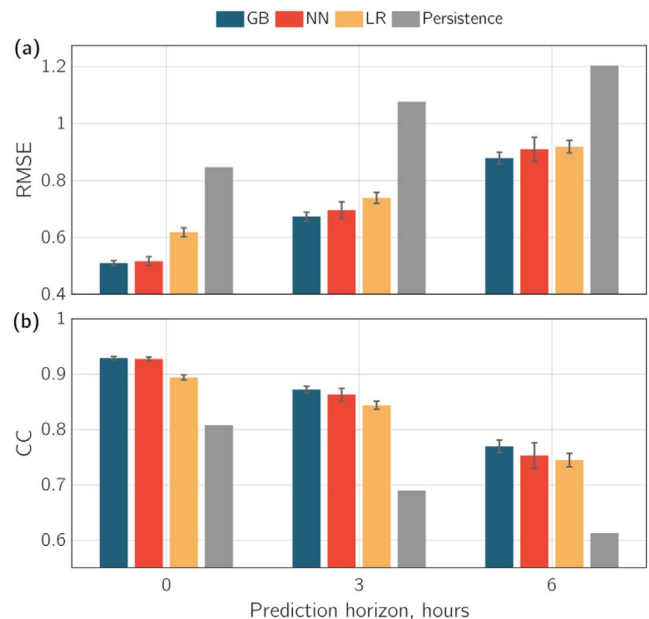 GB NN LR Persistence
(a)
1.2
1
0.8
0.6
0.4
RMSE
(b)
1
0.9
0.8
0.7
0.6
CC
0 3 6
Prediction horizon, hours